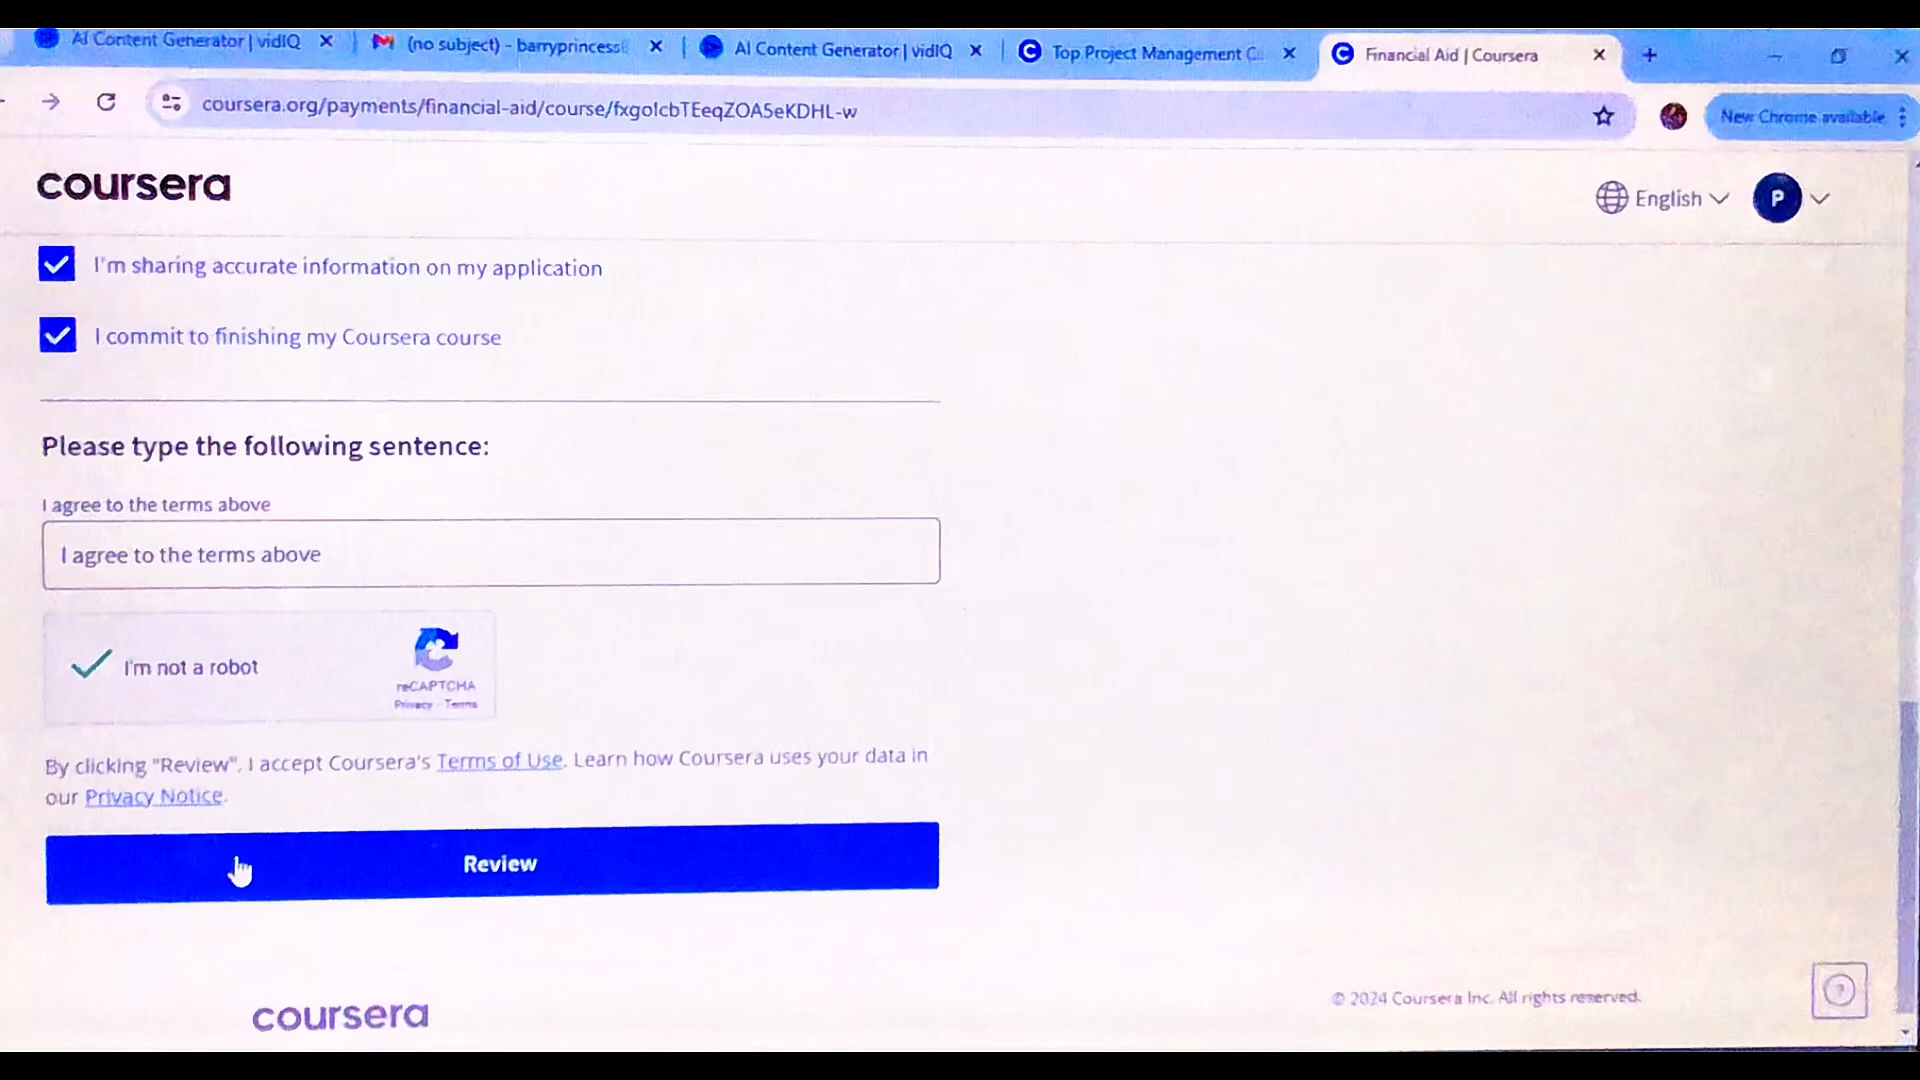 AI Content Generator | vidIQ
(no subject) - barryprincess
AI Content Generator | vidIQ
Top Project Management C
Financial Aid | Coursera
coursera.org/payments/financial-aid/course/fxgoIcbTEeqZOA5eKDHL-w
New Chrome available
coursera
English
P
I'm sharing accurate information on my application
I commit to finishing my Coursera course
Please type the following sentence:
I agree to the terms above
I agree to the terms above
I'm not a robot
reCAPTCHA
Privacy - Terms
By clicking "Review", I accept Coursera's Terms of Use. Learn how Coursera uses your data in
our Privacy Notice.
Review
coursera
© 2024 Coursera Inc. All rights reserved.